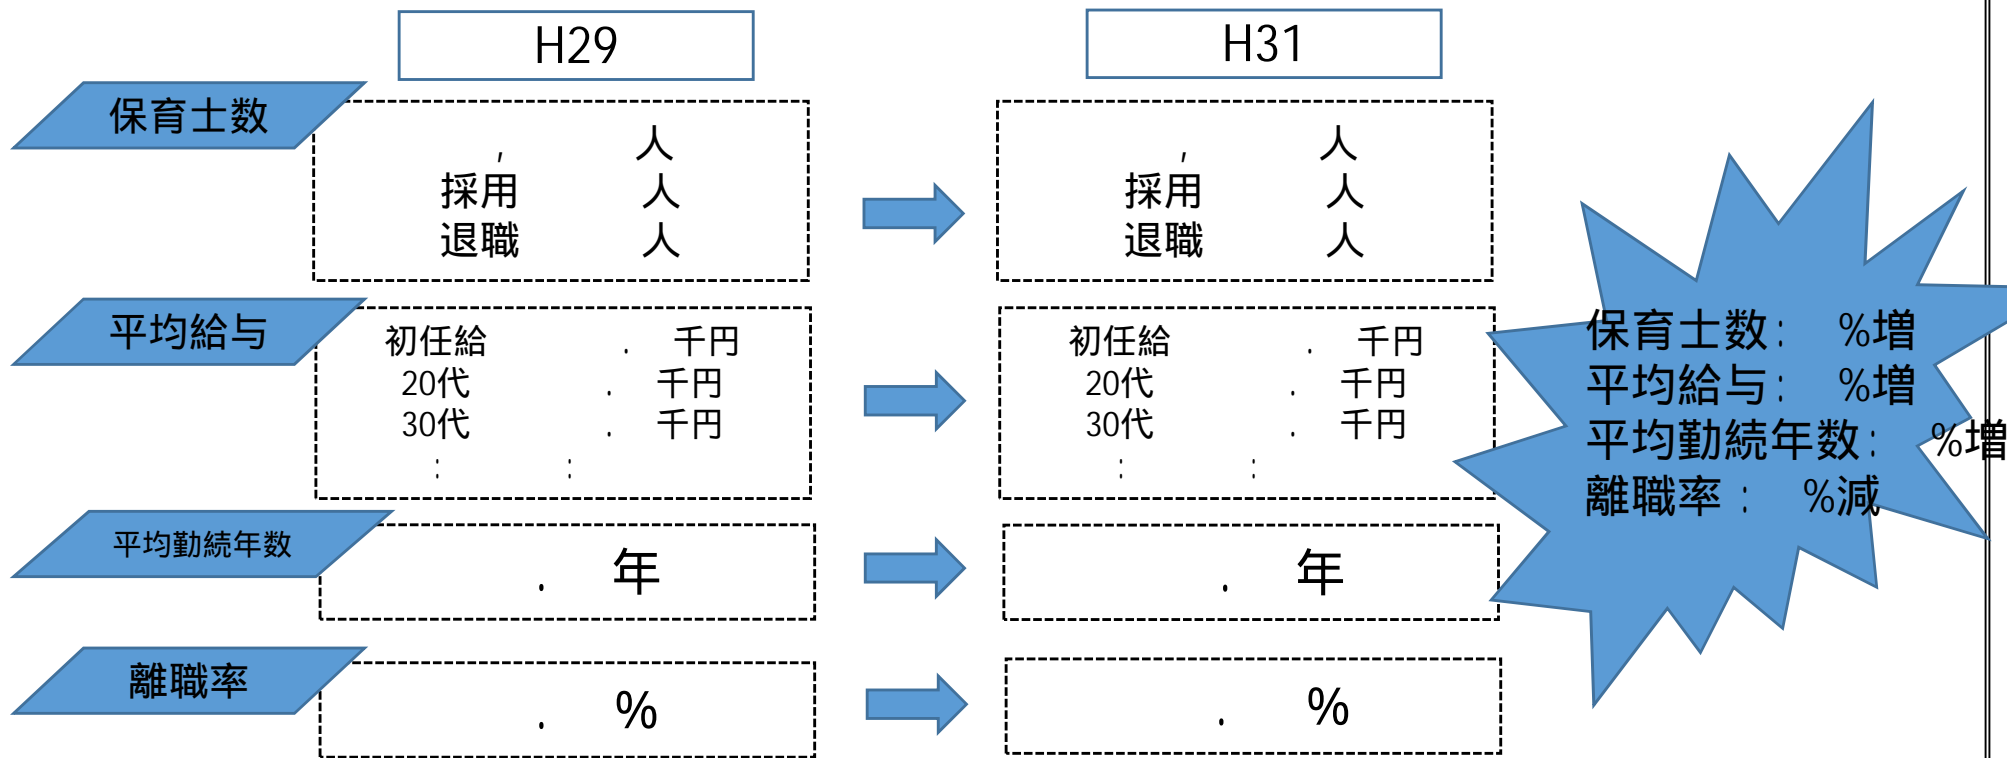 H29
H31
保育士数
, 人
採用 人
退職 人
, 人
採用 人
退職 人
平均給与
初任給 . 千円
20代 . 千円
30代 . 千円
: :
初任給 . 千円
20代 . 千円
30代 . 千円
: :
平均勤続年数
. 年
. 年
離職率
. %
. %
保育士数: %増
平均給与: %増
平均勤続年数: %増
離職率: %減